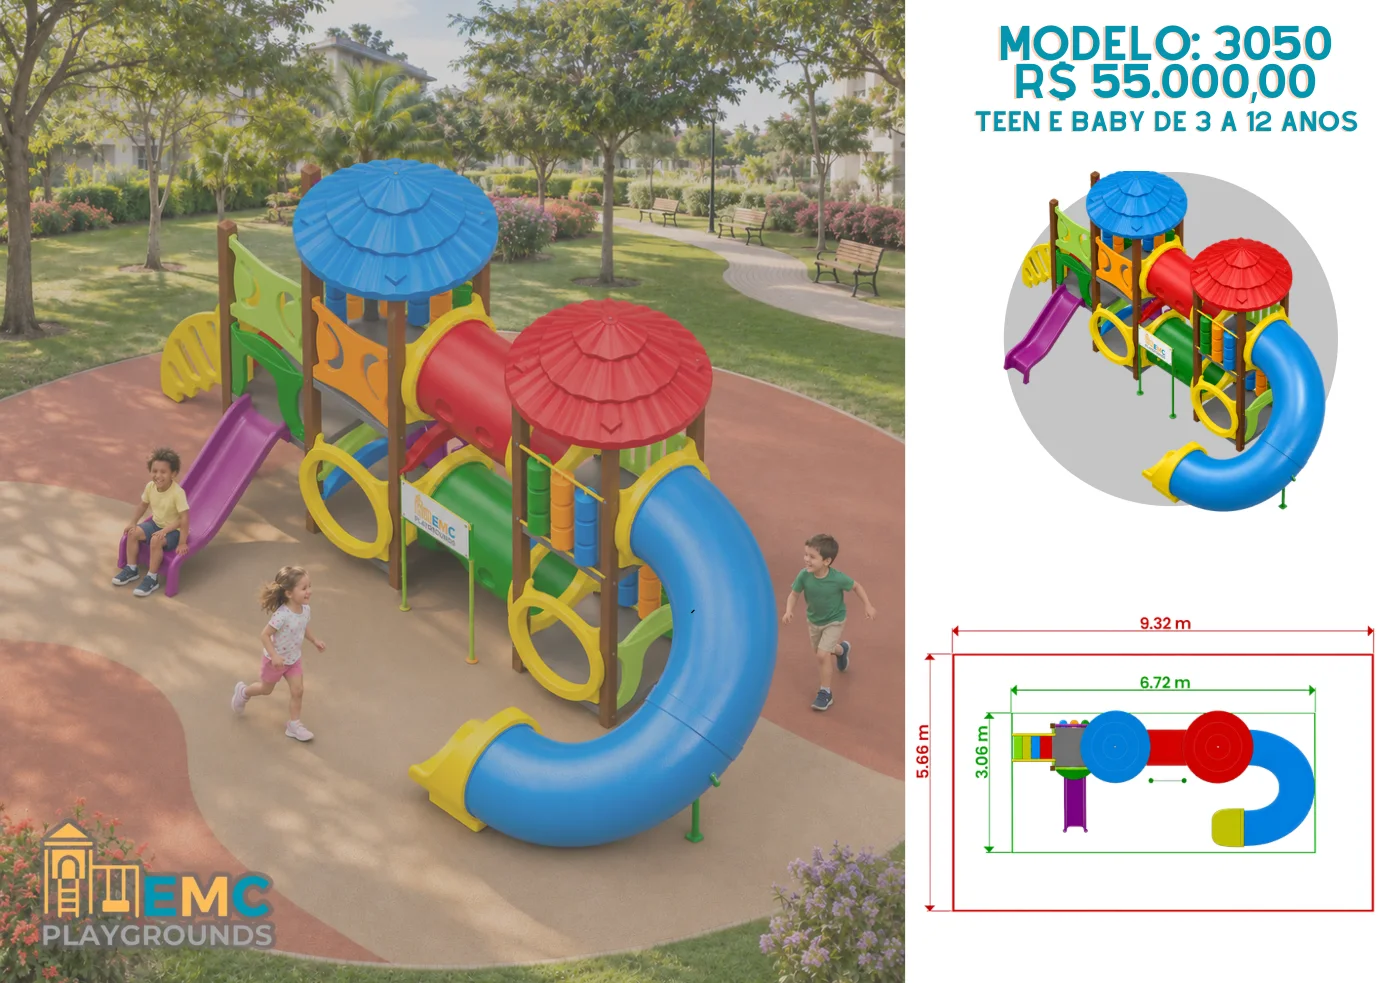 MODELO: 3050
R$ 55.000,00
TEEN E BABY DE 3 A 12 ANOS
EMC
PLAYGROUNDS
EMC
9.32 m
6.72 m
5.66 m
3.06 m
EMC
PLAYGROUNDS